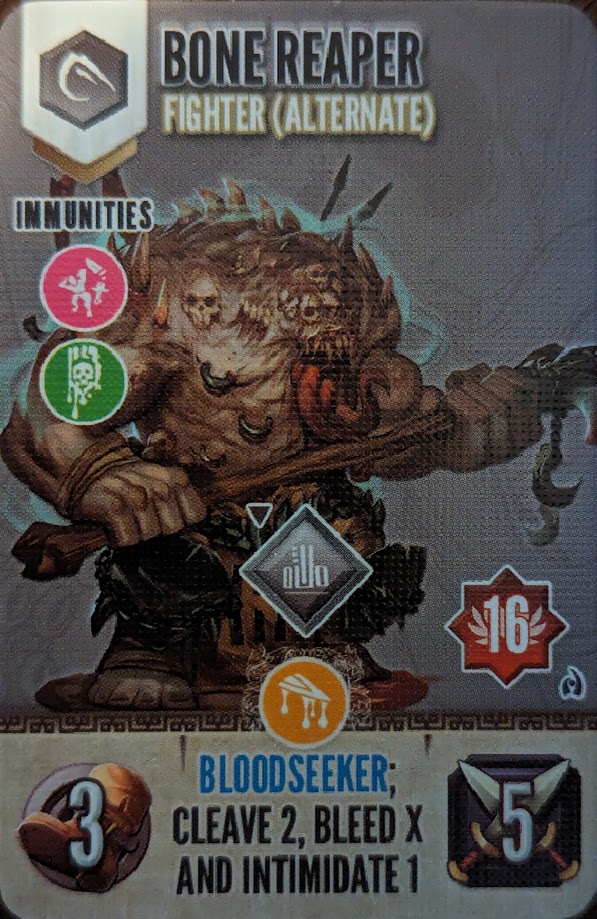 BONE REAPER
FIGHTER (ALTERNATE)
IMMUNITIES
16
BLOODSEEKER;
CLEAVE 2, BLEED X
AND INTIMIDATE 1
3
5